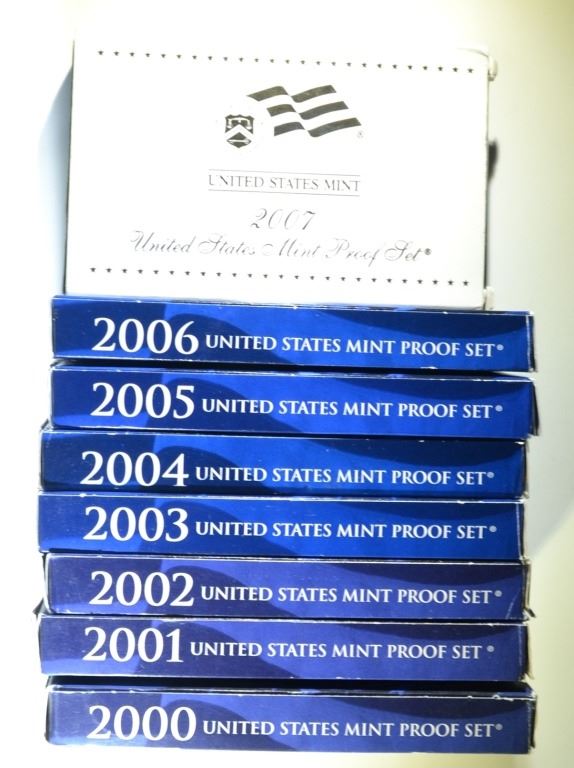 UNITED STATES MINT
2007
United States Mint Proof Set®
2006 UNITED STATES MINT PROOF SET®
2005 UNITED STATES MINT PROOF SET®
2004 UNITED STATES MINT PROOF SET®
2003 UNITED STATES MINT PROOF SET®
2002 UNITED STATES MINT PROOF SET®
2001 UNITED STATES MINT PROOF SET®
2000 UNITED STATES MINT PROOF SET®